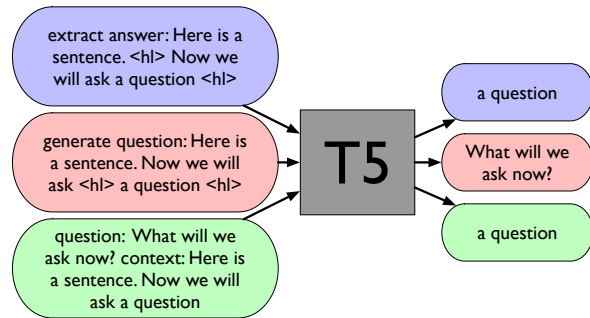 extract answer: Here is a
sentence. <hl> Now we
will ask a question <hl>
generate question: Here is
a sentence. Now we will
ask <hl> a question <hl>
question: What will we
ask now? context: Here is
a sentence. Now we will
ask a question
T5
a question
What will we
ask now?
a question